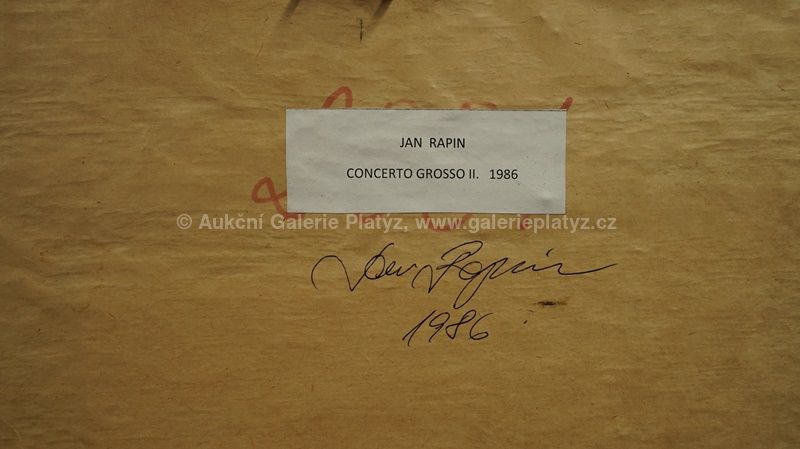 JAN RAPIN
CONCERTO GROSSO II. 1986
© Aukční Galerie Platýz, www.galerieplatyz.cz
Jan Rapin
1986